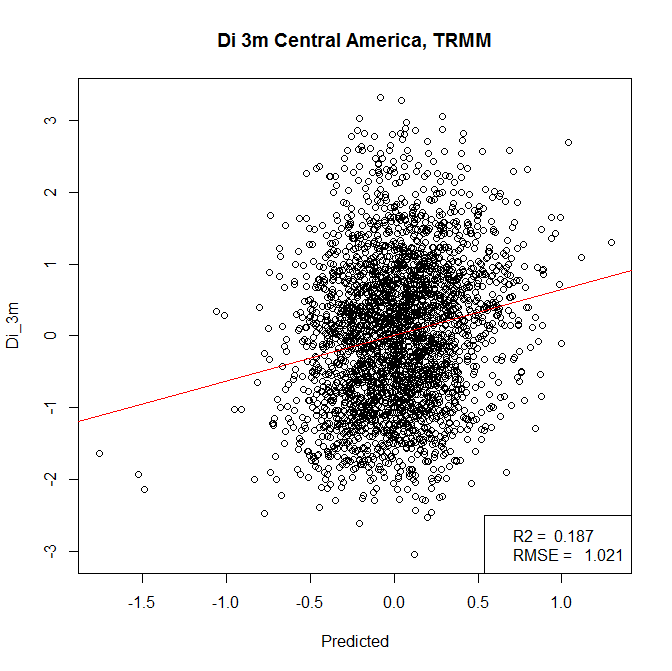 Di 3m Central America, TRMM
3
2
1
0
-1
-2
-3
Di_3m
R2 = 0.187
RMSE = 1.021
-1.5 -1.0 -0.5 0.0 0.5 1.0
Predicted